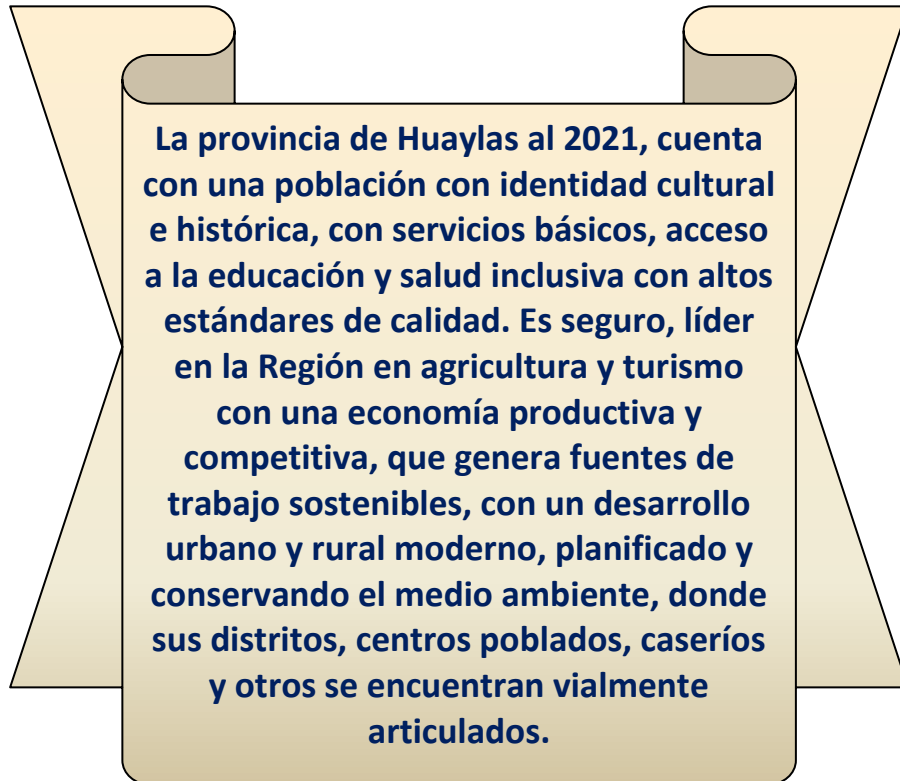 La provincia de Huaylas al 2021, cuenta
con una población con identidad cultural
e histórica, con servicios básicos, acceso
a la educación y salud inclusiva con altos
estándares de calidad. Es seguro, líder
en la Región en agricultura y turismo
con una economía productiva y
competitiva, que genera fuentes de
trabajo sostenibles, con un desarrollo
urbano y rural moderno, planificado y
conservando el medio ambiente, donde
sus distritos, centros poblados, caseríos
y otros se encuentran vialmente
articulados.